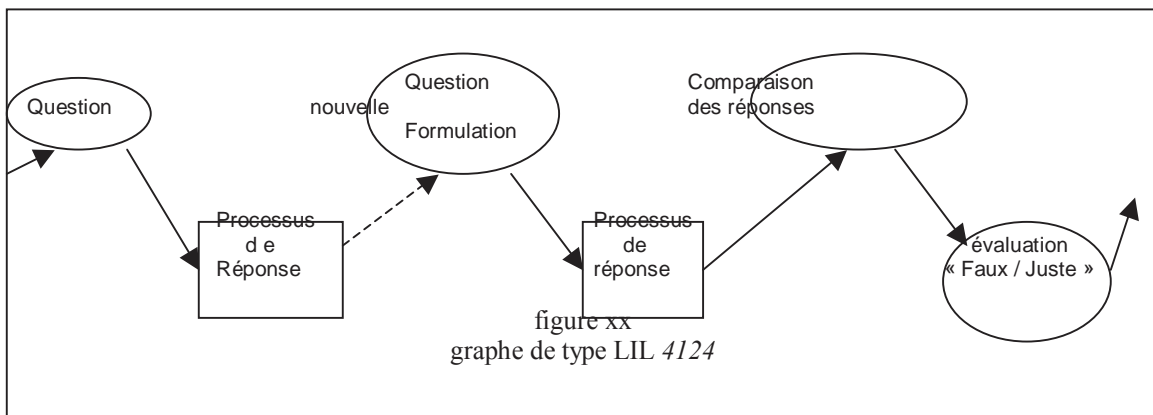 Question
Processus
d e
Réponse
Question
nouvelle
Formulation
Processus
de
réponse
Comparaison
des réponses
évaluation
« Faux / Juste »
figure xx
graphe de type LIL 4124